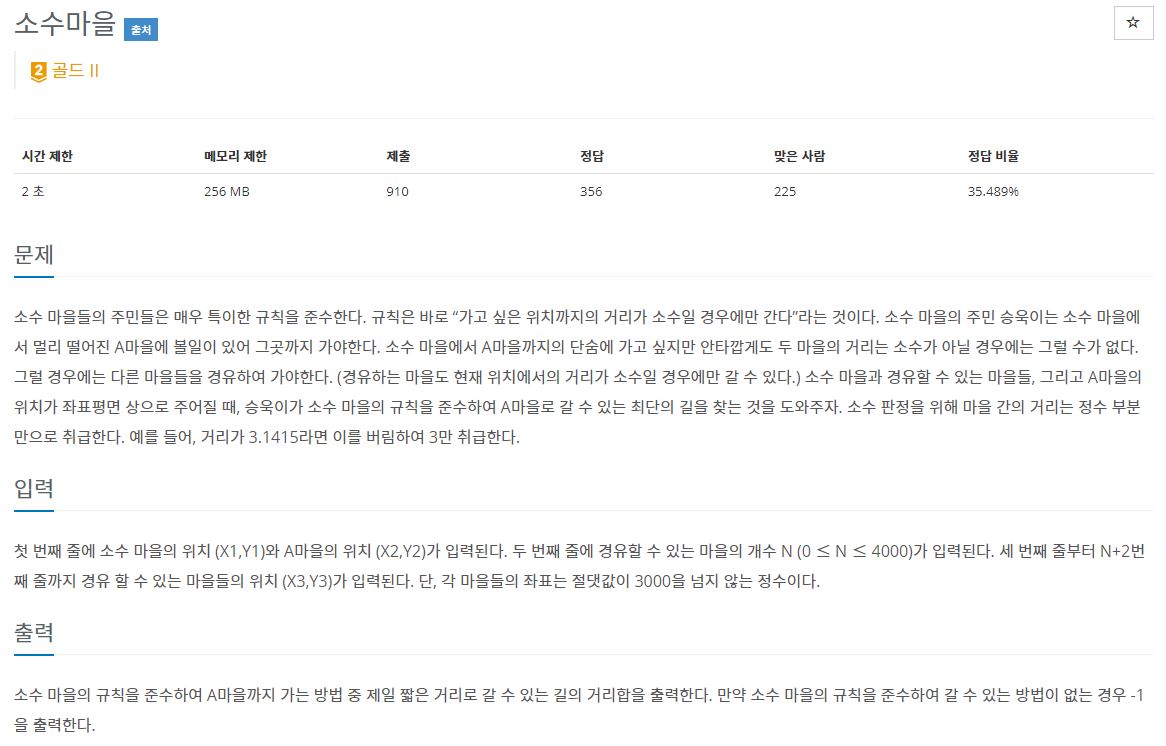 소수마을 출처
☆
2 골드 II
시간 제한 메모리 제한 제출 정답 맞은 사람 정답 비율
2 초 256 MB 910 356 225 35.489%
문제
소수 마을들의 주민들은 매우 특이한 규칙을 준수한다. 규칙은 바로 “가고 싶은 위치까지의 거리가 소수일 경우에만 간다”라는 것이다. 소수 마을의 주민 승욱이는 소수 마을에
서 멀리 떨어진 A마을에 볼일이 있어 그곳까지 가야한다. 소수 마을에서 A마을까지의 단숨에 가고 싶지만 안타깝게도 두 마을의 거리는 소수가 아닐 경우에는 그럴 수가 없다.
그럴 경우에는 다른 마을들을 경유하여 가야한다. (경유하는 마을도 현재 위치에서의 거리가 소수일 경우에만 갈 수 있다.) 소수 마을과 경유할 수 있는 마을들, 그리고 A마을의
위치가 좌표평면 상으로 주어질 때, 승욱이가 소수 마을의 규칙을 준수하여 A마을로 갈 수 있는 최단의 길을 찾는 것을 도와주자. 소수 판정을 위해 마을 간의 거리는 정수 부분
만으로 취급한다. 예를 들어, 거리가 3.1415라면 이를 버림하여 3만 취급한다.
입력
첫 번째 줄에 소수 마을의 위치 (X1,Y1)와 A마을의 위치 (X2,Y2)가 입력된다. 두 번째 줄에 경유할 수 있는 마을의 개수 N (0 ≤ N ≤ 4000)가 입력된다. 세 번째 줄부터 N+2번
째 줄까지 경유 할 수 있는 마을들의 위치 (X3,Y3)가 입력된다. 단, 각 마을들의 좌표는 절댓값이 3000을 넘지 않는 정수이다.
출력
소수 마을의 규칙을 준수하여 A마을까지 가는 방법 중 제일 짧은 거리로 갈 수 있는 길의 거리합을 출력한다. 만약 소수 마을의 규칙을 준수하여 갈 수 있는 방법이 없는 경우 -1
을 출력한다.